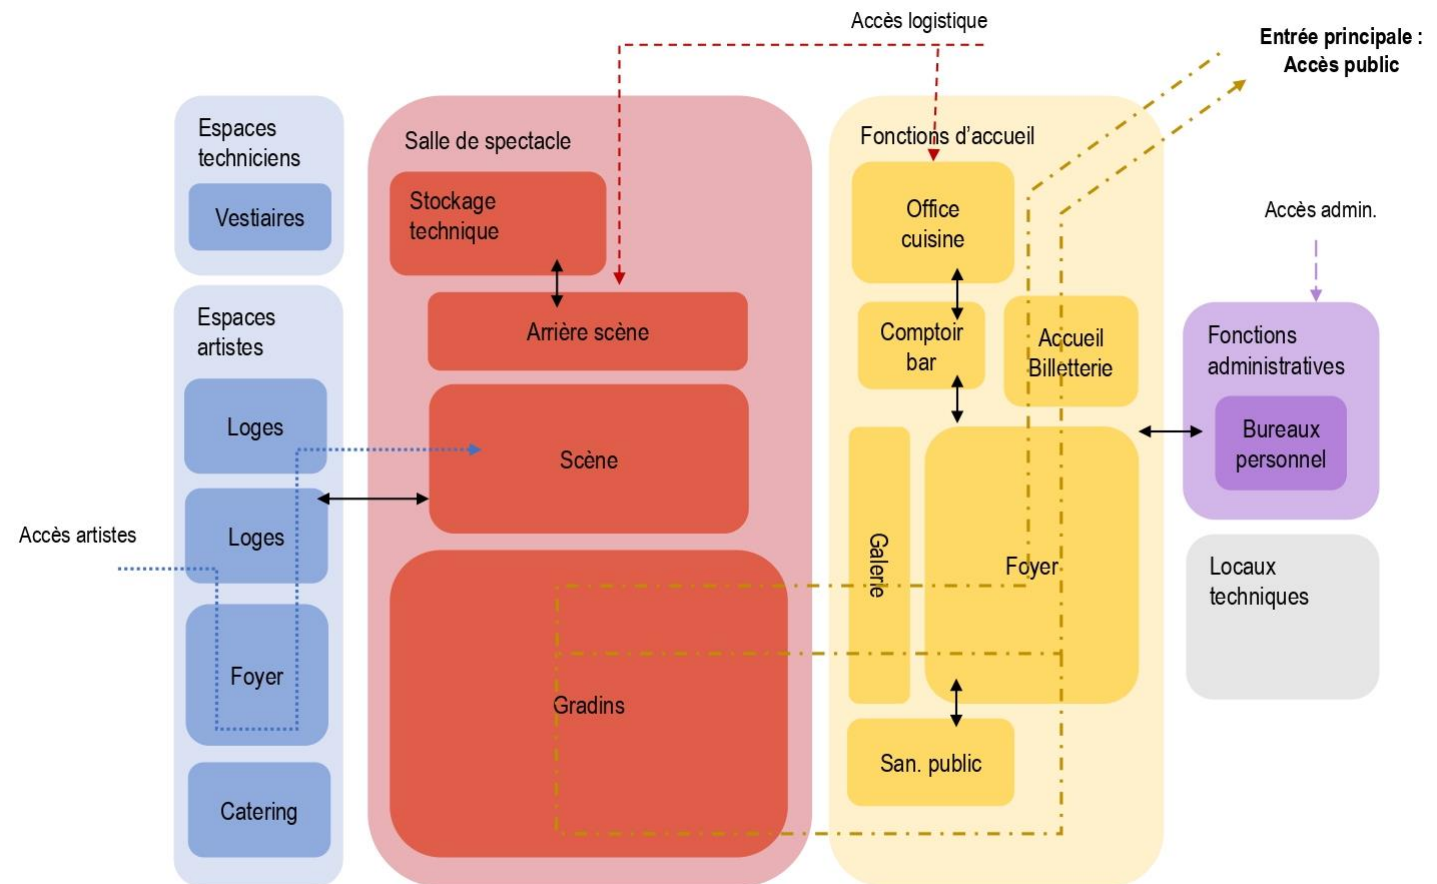 Accès logistique
Entrée principale :
Accès public
Espaces
techniciens
Vestiaires
Salle de spectacle
Stockage
technique
Arrière scène
Scène
Gradins
Fonctions d’accueil
Office
cuisine
Comptoir
bar
Accueil
Billetterie
Galerie
Foyer
San. public
Accès admin.
Fonctions
administratives
Bureaux
personnel
Locaux
techniques
Espaces
artistes
Loges
Loges
Accès artistes
Foyer
Catering